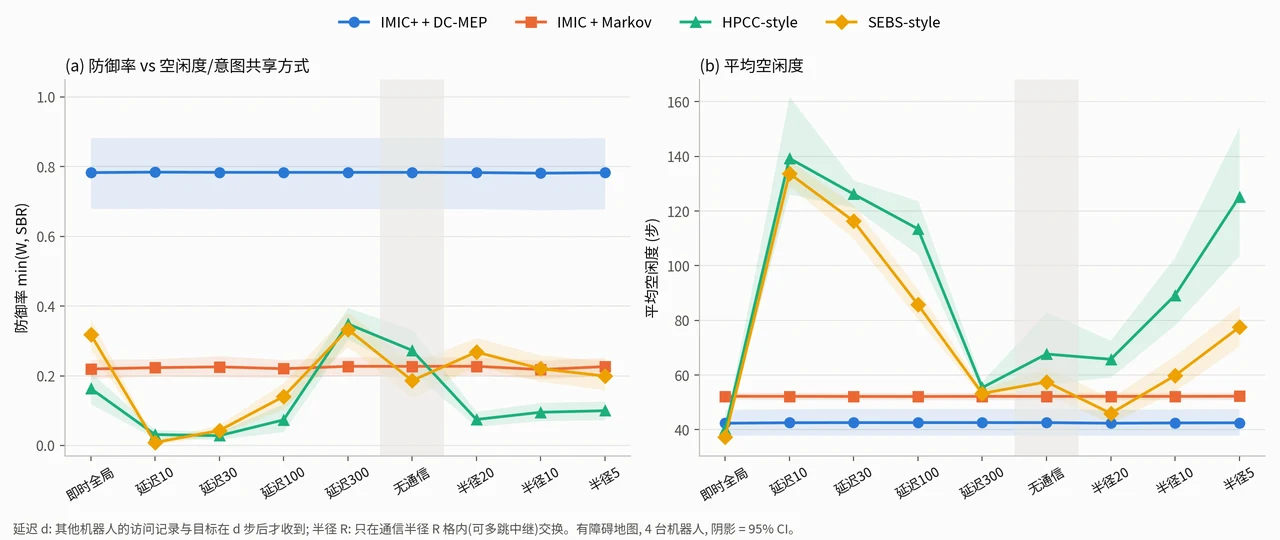 IMIC+ + DC-MEP IMIC + Markov HPCC-style SEBS-style
(a) 防御率 vs 空闲度/意图共享方式
防御率 min(W, SBR)
1.0
0.8
0.6
0.4
0.2
0.0
即时全局 延迟10 延迟30 延迟100 延迟300 无通信 半径20 半径10 半径5
(b) 平均空闲度
平均空闲度 (步)
160
140
120
100
80
60
40
即时全局 延迟10 延迟30 延迟100 延迟300 无通信 半径20 半径10 半径5
延迟 d: 其他机器人的访问记录与目标在 d 步后才收到; 半径 R: 只在通信半径 R 格内(可多跳中继)交换。有障碍地图, 4 台机器人, 阴影 = 95% CI。